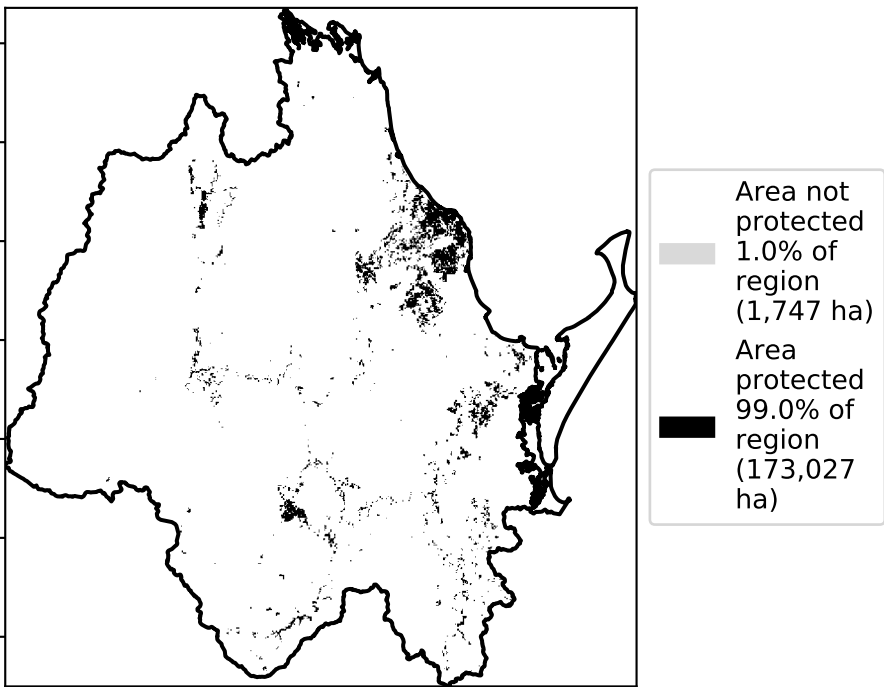 Area not
protected
1.0% of
region
(1,747 ha)
Area
protected
99.0% of
region
(173,027
ha)